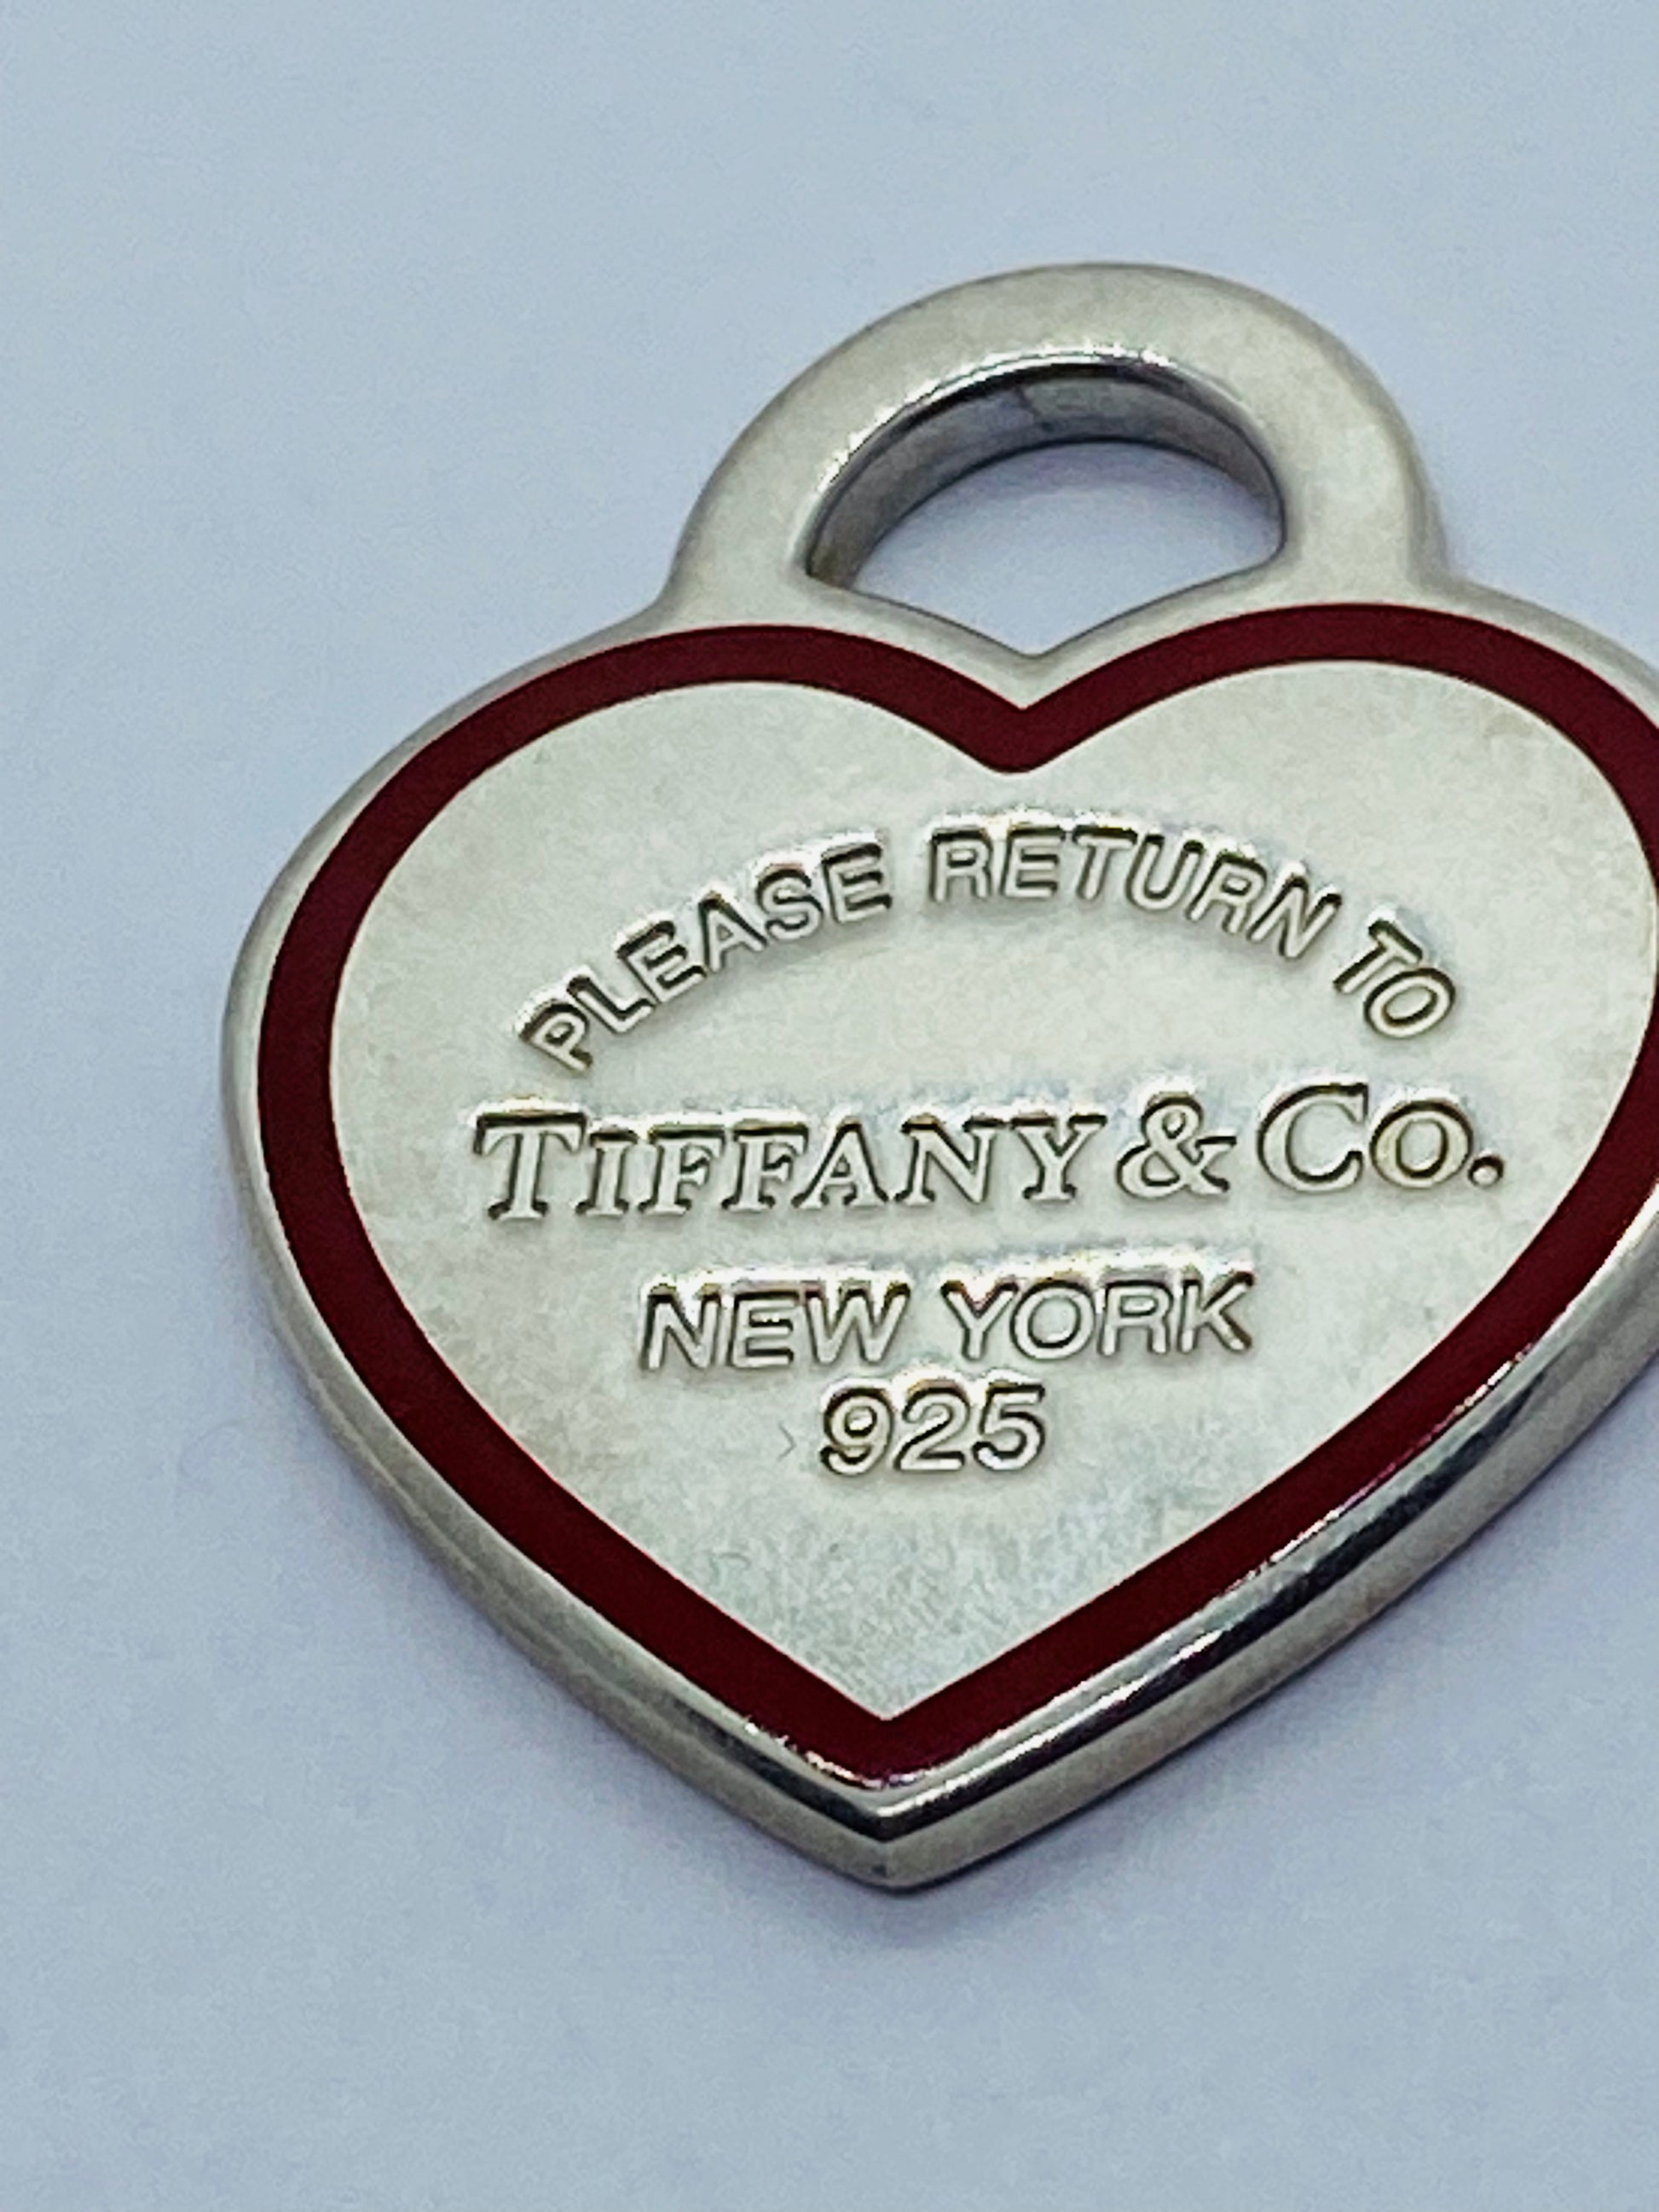 PLEASE RETURN TO
TIFFANY & CO.
NEW YORK
925